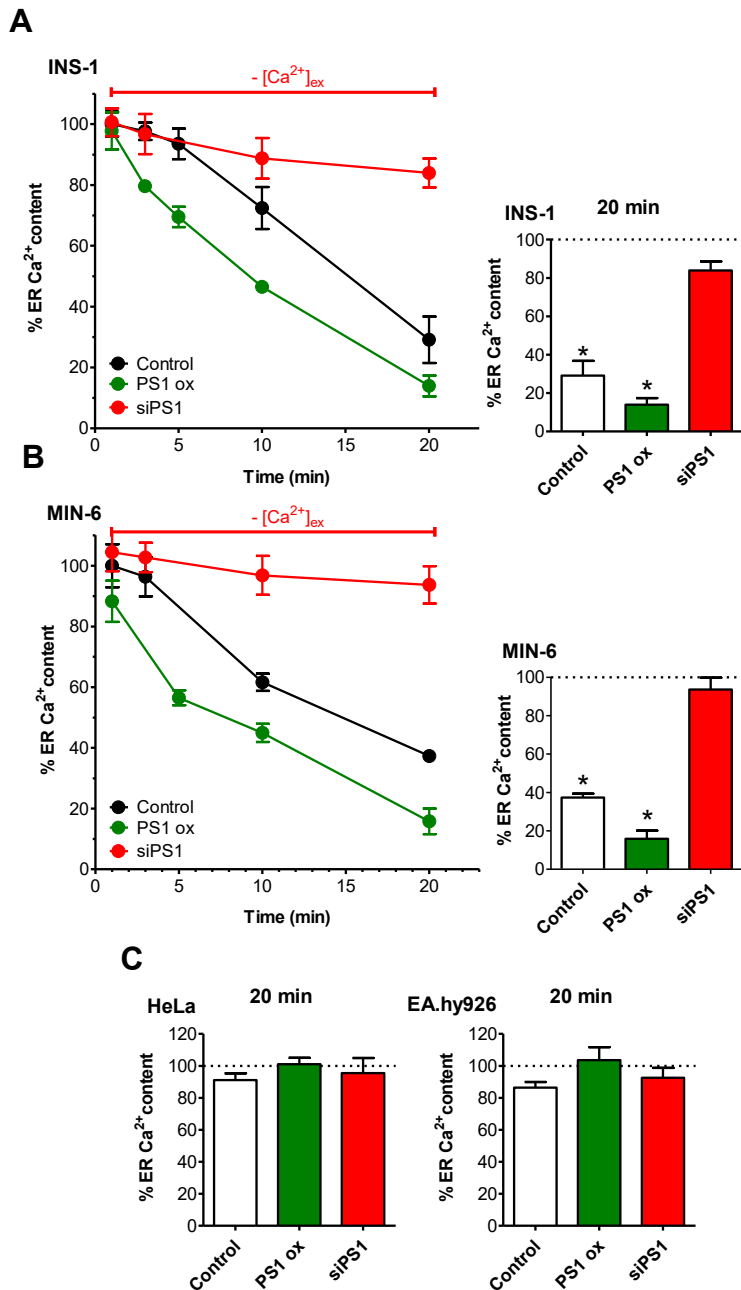 A
INS-1
- [Ca²⁺]ex
% ER Ca²⁺ content
100
80
60
40
20
0
Control
PS1 ox
siPS1
0
5
10
15
20
Time (min)
INS-1
20 min
% ER Ca²⁺ content
100
80
60
40
20
0
*
*
Control
PS1 ox
siPS1
B
MIN-6
- [Ca²⁺]ex
% ER Ca²⁺ content
100
80
60
40
20
0
Control
PS1 ox
siPS1
0
5
10
15
20
Time (min)
MIN-6
% ER Ca²⁺ content
100
80
60
40
20
0
*
*
Control
PS1 ox
siPS1
C
HeLa
20 min
% ER Ca²⁺ content
120
100
80
60
40
20
0
Control
PS1 ox
siPS1
EA.hy926
20 min
% ER Ca²⁺ content
120
100
80
60
40
20
0
Control
PS1 ox
siPS1